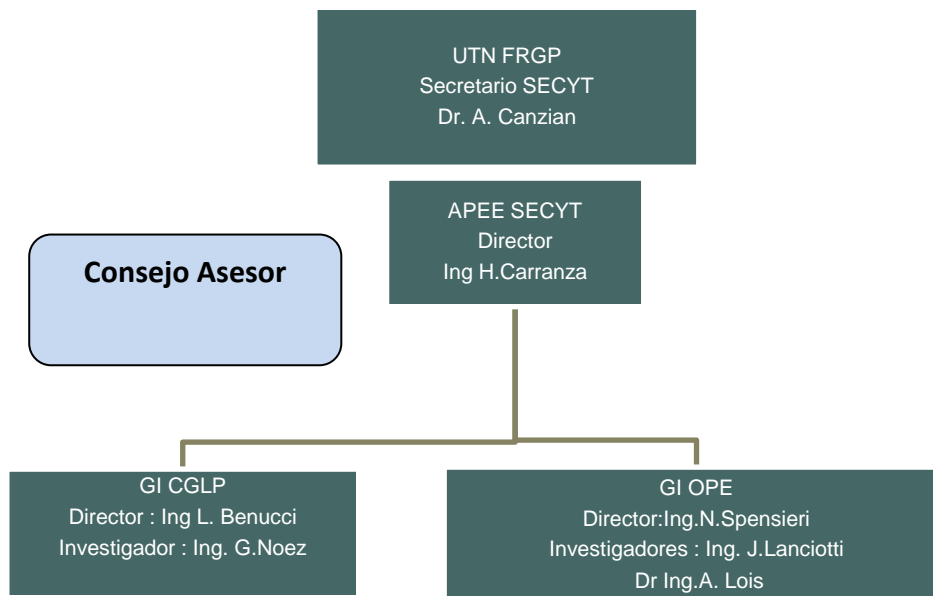 UTN FRGP
Secretario SECYT
Dr. A. Canzian
APEE SECYT
Director
Ing H.Carranza
Consejo Asesor
GI CGLP
Director : Ing L. Benucci
Investigador : Ing. G.Noez
GI OPE
Director:Ing.N.Spensieri
Investigadores : Ing. J.Lanciotti
Dr Ing.A. Lois